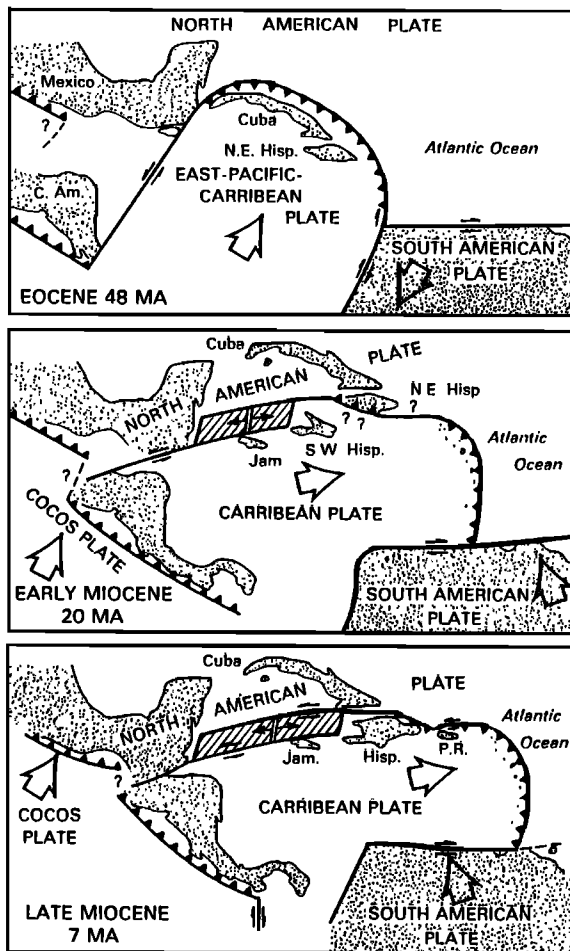 NORTH AMERICAN PLATE
Mexico
?
Cuba
N.E. Hisp.
Atlantic Ocean
EAST-PACIFIC-
CARRIBEAN
PLATE
C. Am.
SOUTH AMERICAN
PLATE
EOCENE 48 MA
Cuba
PLATE
AMERICAN
NORTH
N E Hisp
?
? ?
Atlantic
Ocean
S W Hisp.
Jam
?
CARRIBEAN PLATE
COCOS PLATE
EARLY MIOCENE
20 MA
SOUTH AMERICAN
PLATE
Cuba
PLATE
AMERICAN
NORTH
Atlantic
Ocean
P.R.
Hisp.
Jam.
?
CARRIBEAN PLATE
COCOS
PLATE
SOUTH AMERICAN
PLATE
LATE MIOCENE
7 MA